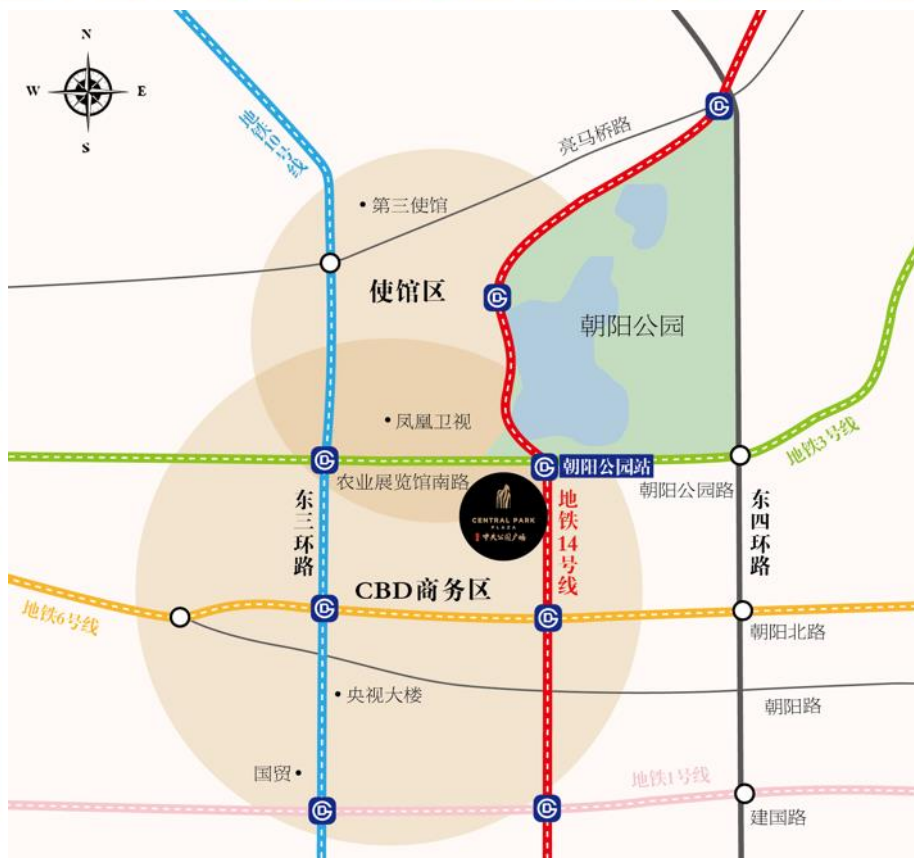 N
W E
S
地铁10号线
亮马桥路
第三使馆
使馆区
朝阳公园
凤凰卫视
地铁3号线
朝阳公园站
农业展览馆南路
朝阳公园路
CENTRAL PARK
PLAZA
中央公园广场
东三环路
地铁14号线
东四环路
CBD商务区
地铁6号线
朝阳北路
央视大楼
朝阳路
国贸
地铁1号线
建国路